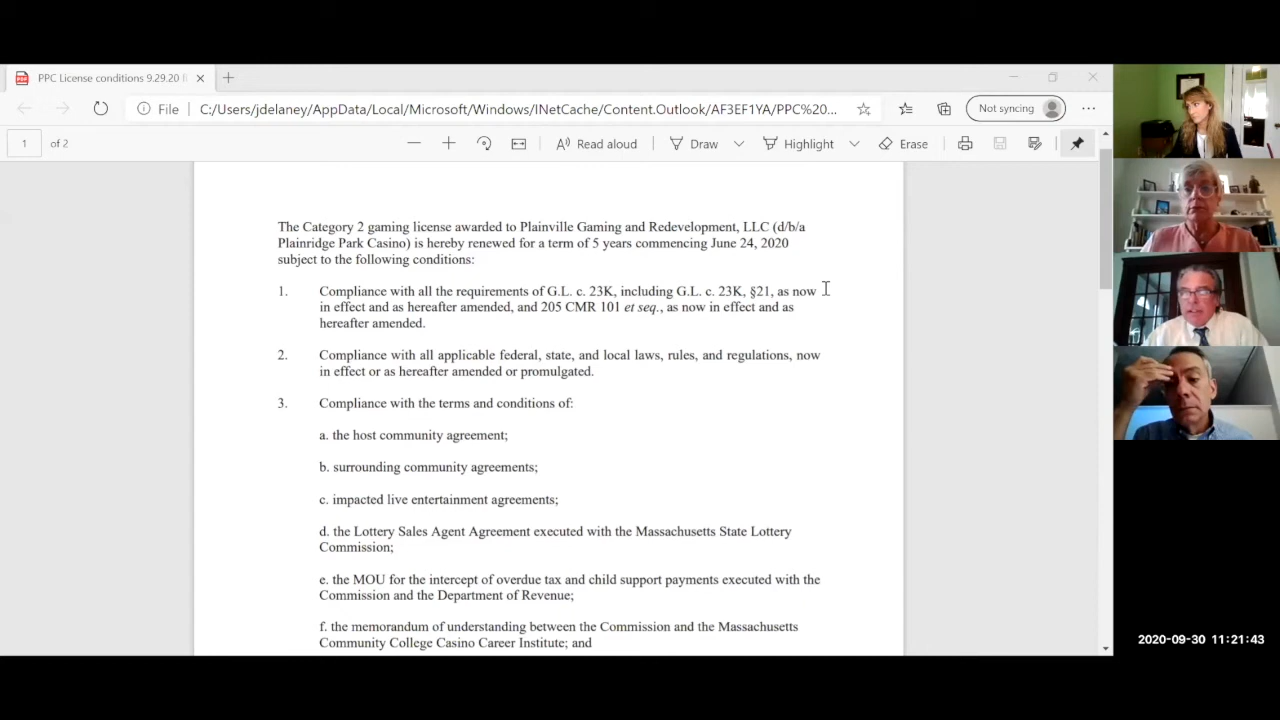 PPC License conditions 9.29.20
Not syncing
File C:/Users/jdelaney/AppData/Local/Microsoft/Windows/INetCache/Content.Outlook/AF3EF1YA/PPC%20...
1 of 2
Read aloud
Draw
Highlight
Erase
The Category 2 gaming license awarded to Plainville Gaming and Redevelopment, LLC (d/b/a
Plainridge Park Casino) is hereby renewed for a term of 5 years commencing June 24, 2020
subject to the following conditions:
1. Compliance with all the requirements of G.L. c. 23K, including G.L. c. 23K, §21, as now
in effect and as hereafter amended, and 205 CMR 101 et seq., as now in effect and as
hereafter amended.
2. Compliance with all applicable federal, state, and local laws, rules, and regulations, now
in effect or as hereafter amended or promulgated.
3. Compliance with the terms and conditions of:
a. the host community agreement;
b. surrounding community agreements;
c. impacted live entertainment agreements;
d. the Lottery Sales Agent Agreement executed with the Massachusetts State Lottery
Commission;
e. the MOU for the intercept of overdue tax and child support payments executed with the
Commission and the Department of Revenue;
f. the memorandum of understanding between the Commission and the Massachusetts
Community College Casino Career Institute; and
2020-09-30 11:21:43